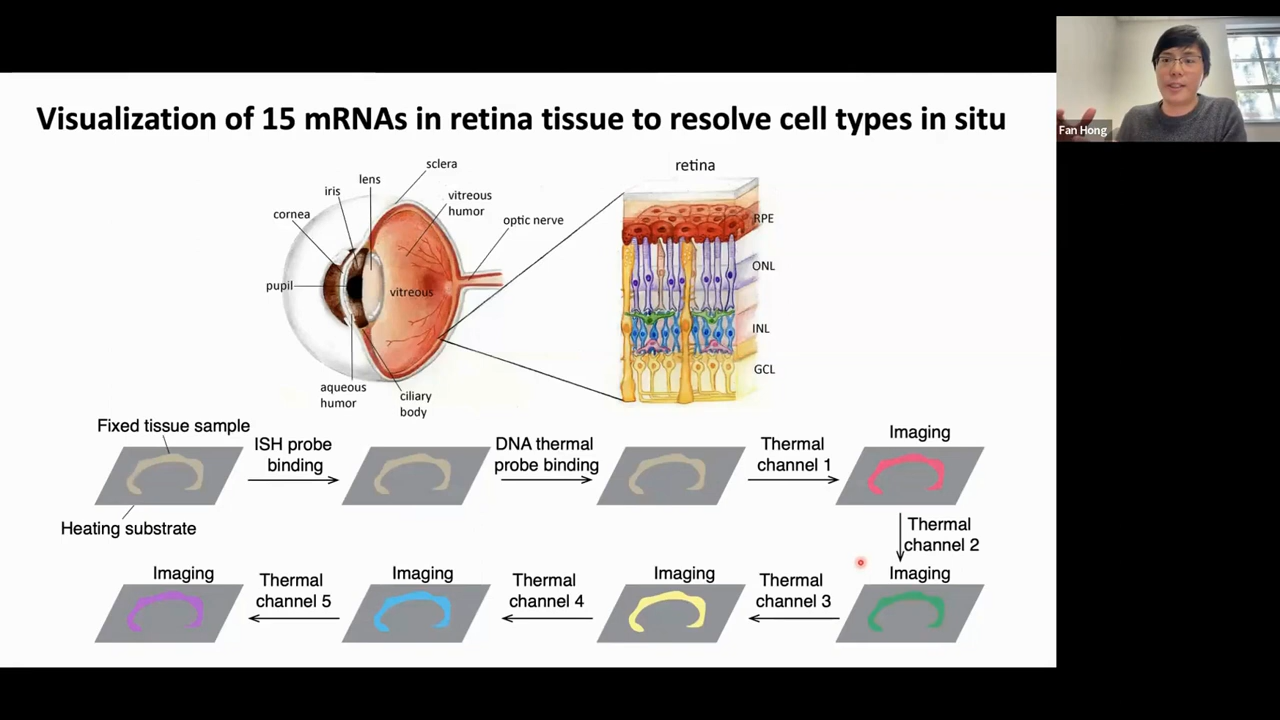 Visualization of 15 mRNAs in retina tissue to resolve cell types in situ
Fan Hong
sclera
lens
iris
cornea
pupil
vitreous
humor
optic nerve
vitreous
aqueous
humor
ciliary
body
retina
RPE
ONL
INL
GCL
Fixed tissue sample
Heating substrate
ISH probe
binding
DNA thermal
probe binding
Thermal
channel 1
Imaging
Thermal
channel 2
Imaging
Thermal
channel 3
Imaging
Thermal
channel 4
Imaging
Thermal
channel 5
Imaging